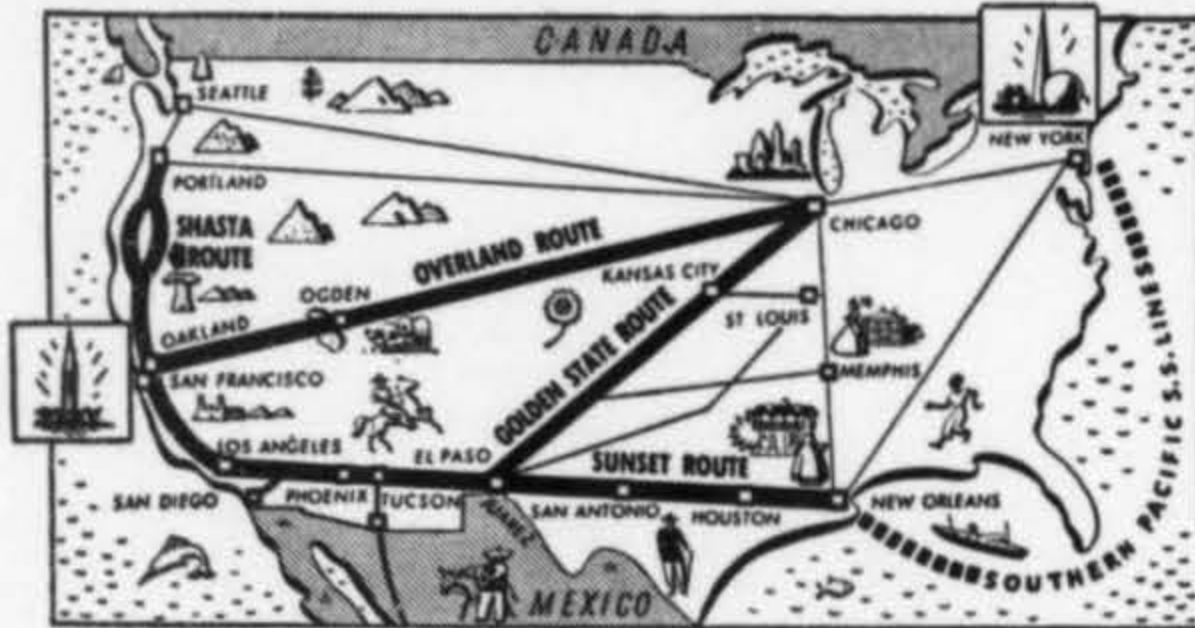 CANADA
SEATTLE
NEW YORK
PORTLAND
CHICAGO
SHASTA
ROUTE
OVERLAND ROUTE
KANSAS CITY
OGDEN
OAKLAND
ST LOUIS
GOLDEN STATE ROUTE
SAN FRANCISCO
MEMPHIS
LOS ANGELES
EL PASO
SUNSET ROUTE
SAN DIEGO
PHOENIX
TUCSON
JUAREZ
SAN ANTONIO
HOUSTON
NEW ORLEANS
SOUTHERN PACIFIC S.S. LINES
MEXICO